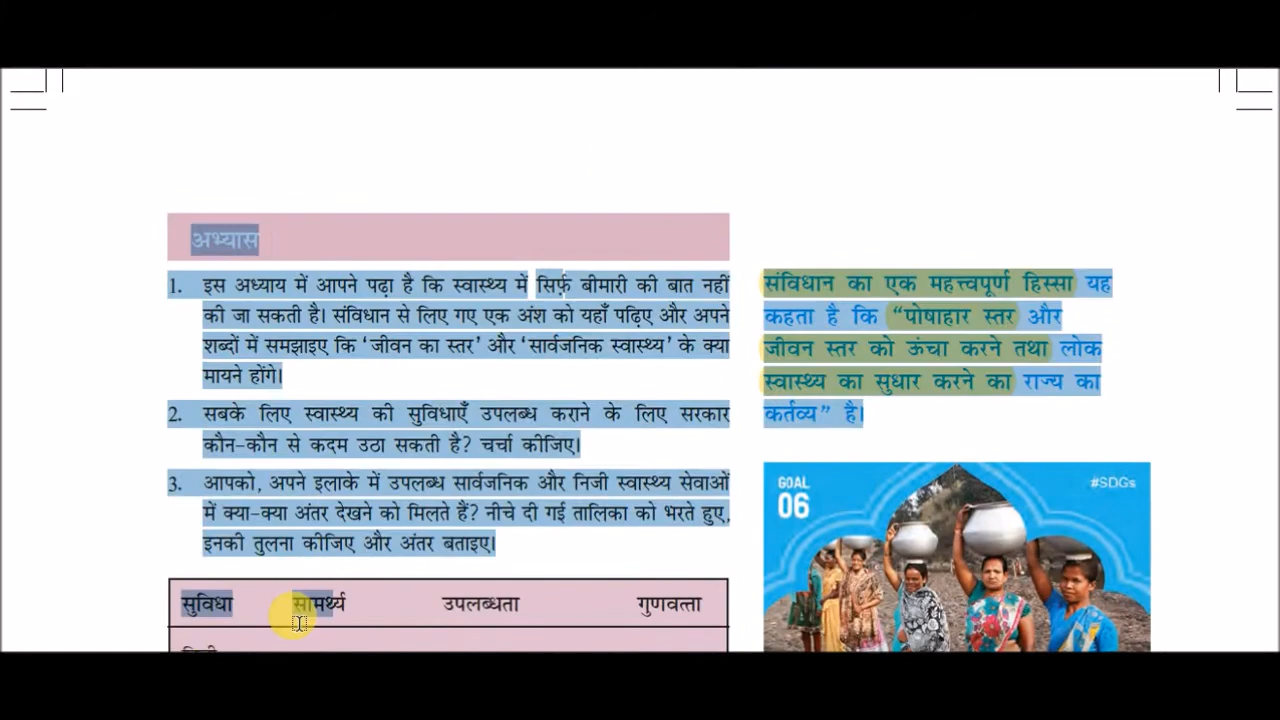 अभ्यास
1. इस अध्याय में आपने पढ़ा है कि स्वास्थ्य में सिर्फ़ बीमारी की बात नहीं
की जा सकती है। संविधान से लिए गए एक अंश को यहाँ पढ़िए और अपने
शब्दों में समझाइए कि ‘जीवन का स्तर’ और ‘सार्वजनिक स्वास्थ्य’ के क्या
मायने होंगे।
2. सबके लिए स्वास्थ्य की सुविधाएँ उपलब्ध कराने के लिए सरकार
कौन-कौन से कदम उठा सकती है? चर्चा कीजिए।
3. आपको, अपने इलाके में उपलब्ध सार्वजनिक और निजी स्वास्थ्य सेवाओं
में क्या-क्या अंतर देखने को मिलते हैं? नीचे दी गई तालिका को भरते हुए,
इनकी तुलना कीजिए और अंतर बताइए।
सुविधा सामर्थ्य उपलब्धता गुणवत्ता
संविधान का एक महत्त्वपूर्ण हिस्सा यह
कहता है कि “पोषाहार स्तर और
जीवन स्तर को ऊंचा करने तथा लोक
स्वास्थ्य का सुधार करने का राज्य का
कर्तव्य” है।
GOAL
06
#SDGs